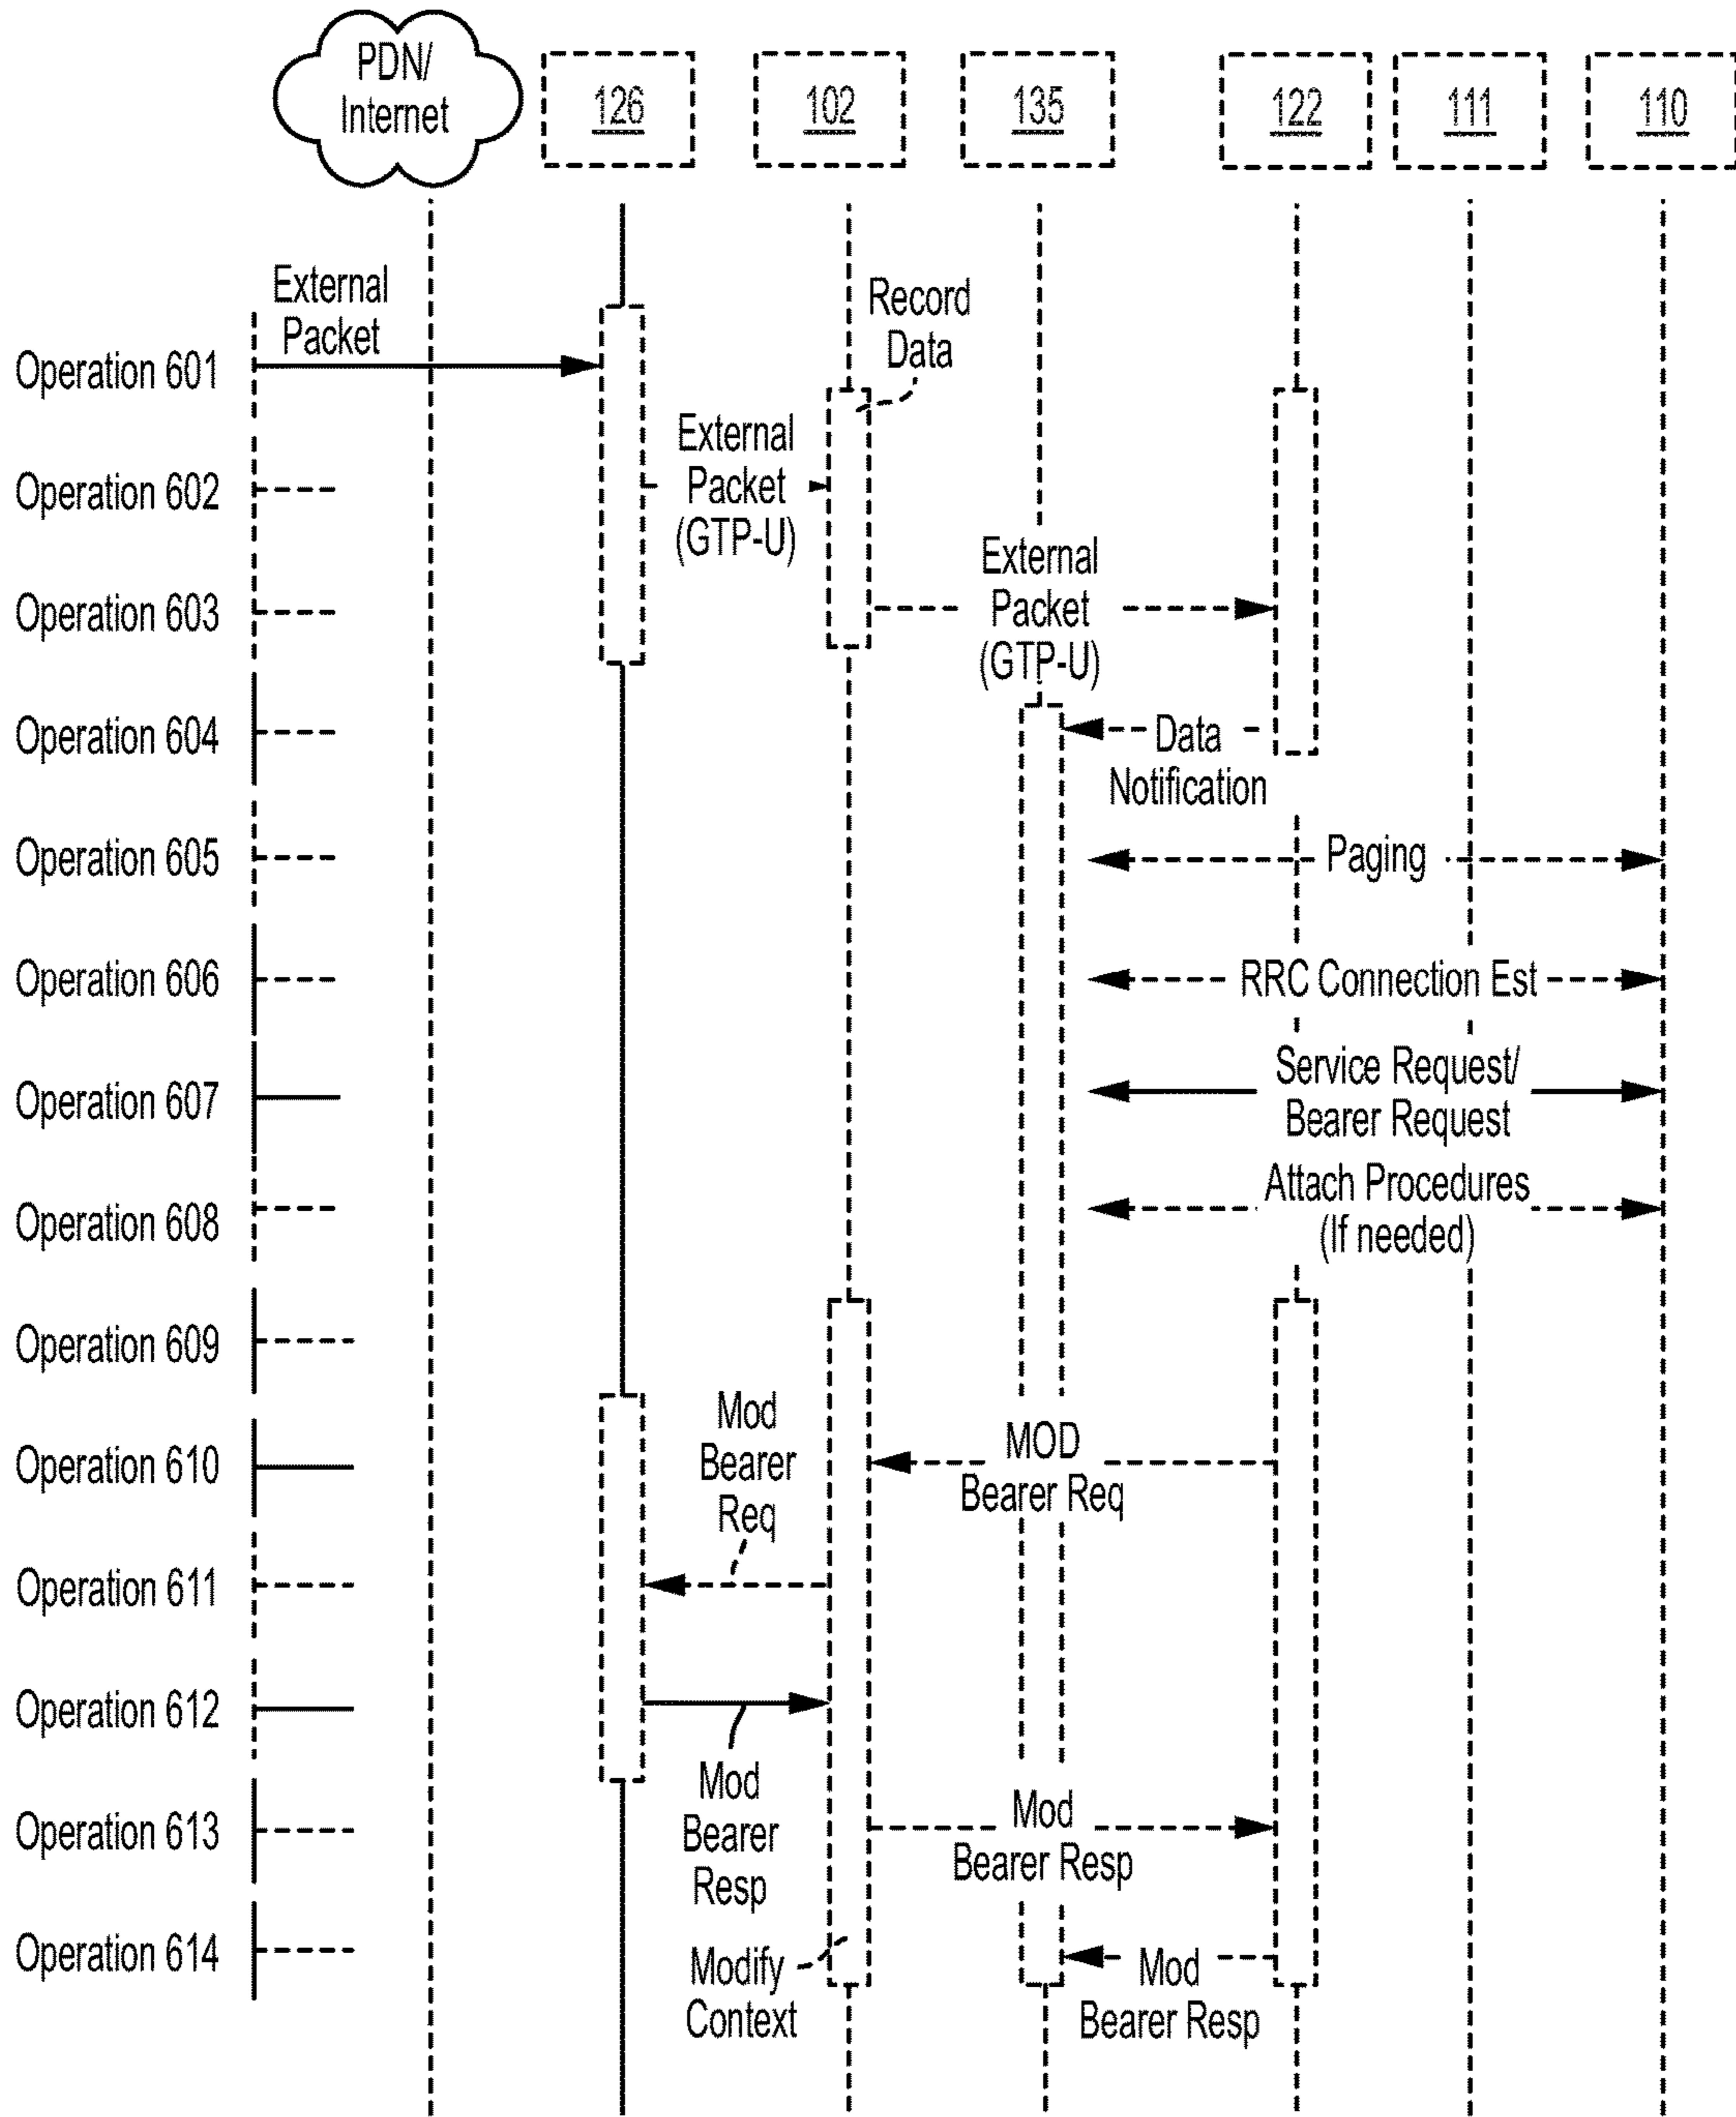 PDN/
Internet
126
102
135
122
111
110
External
Packet
Record
Data
Operation 601
External
Packet
(GTP-U)
Operation 602
External
Packet
(GTP-U)
Operation 603
Operation 604
Data
Notification
Operation 605
Paging
Operation 606
RRC Connection Est
Operation 607
Service Request/
Bearer Request
Operation 608
Attach Procedures
(If needed)
Operation 609
Operation 610
MOD
Bearer Req
Mod
Bearer
Req
Operation 611
Operation 612
Mod
Bearer
Resp
Operation 613
Mod
Bearer Resp
Operation 614
Modify
Context
Mod
Bearer Resp